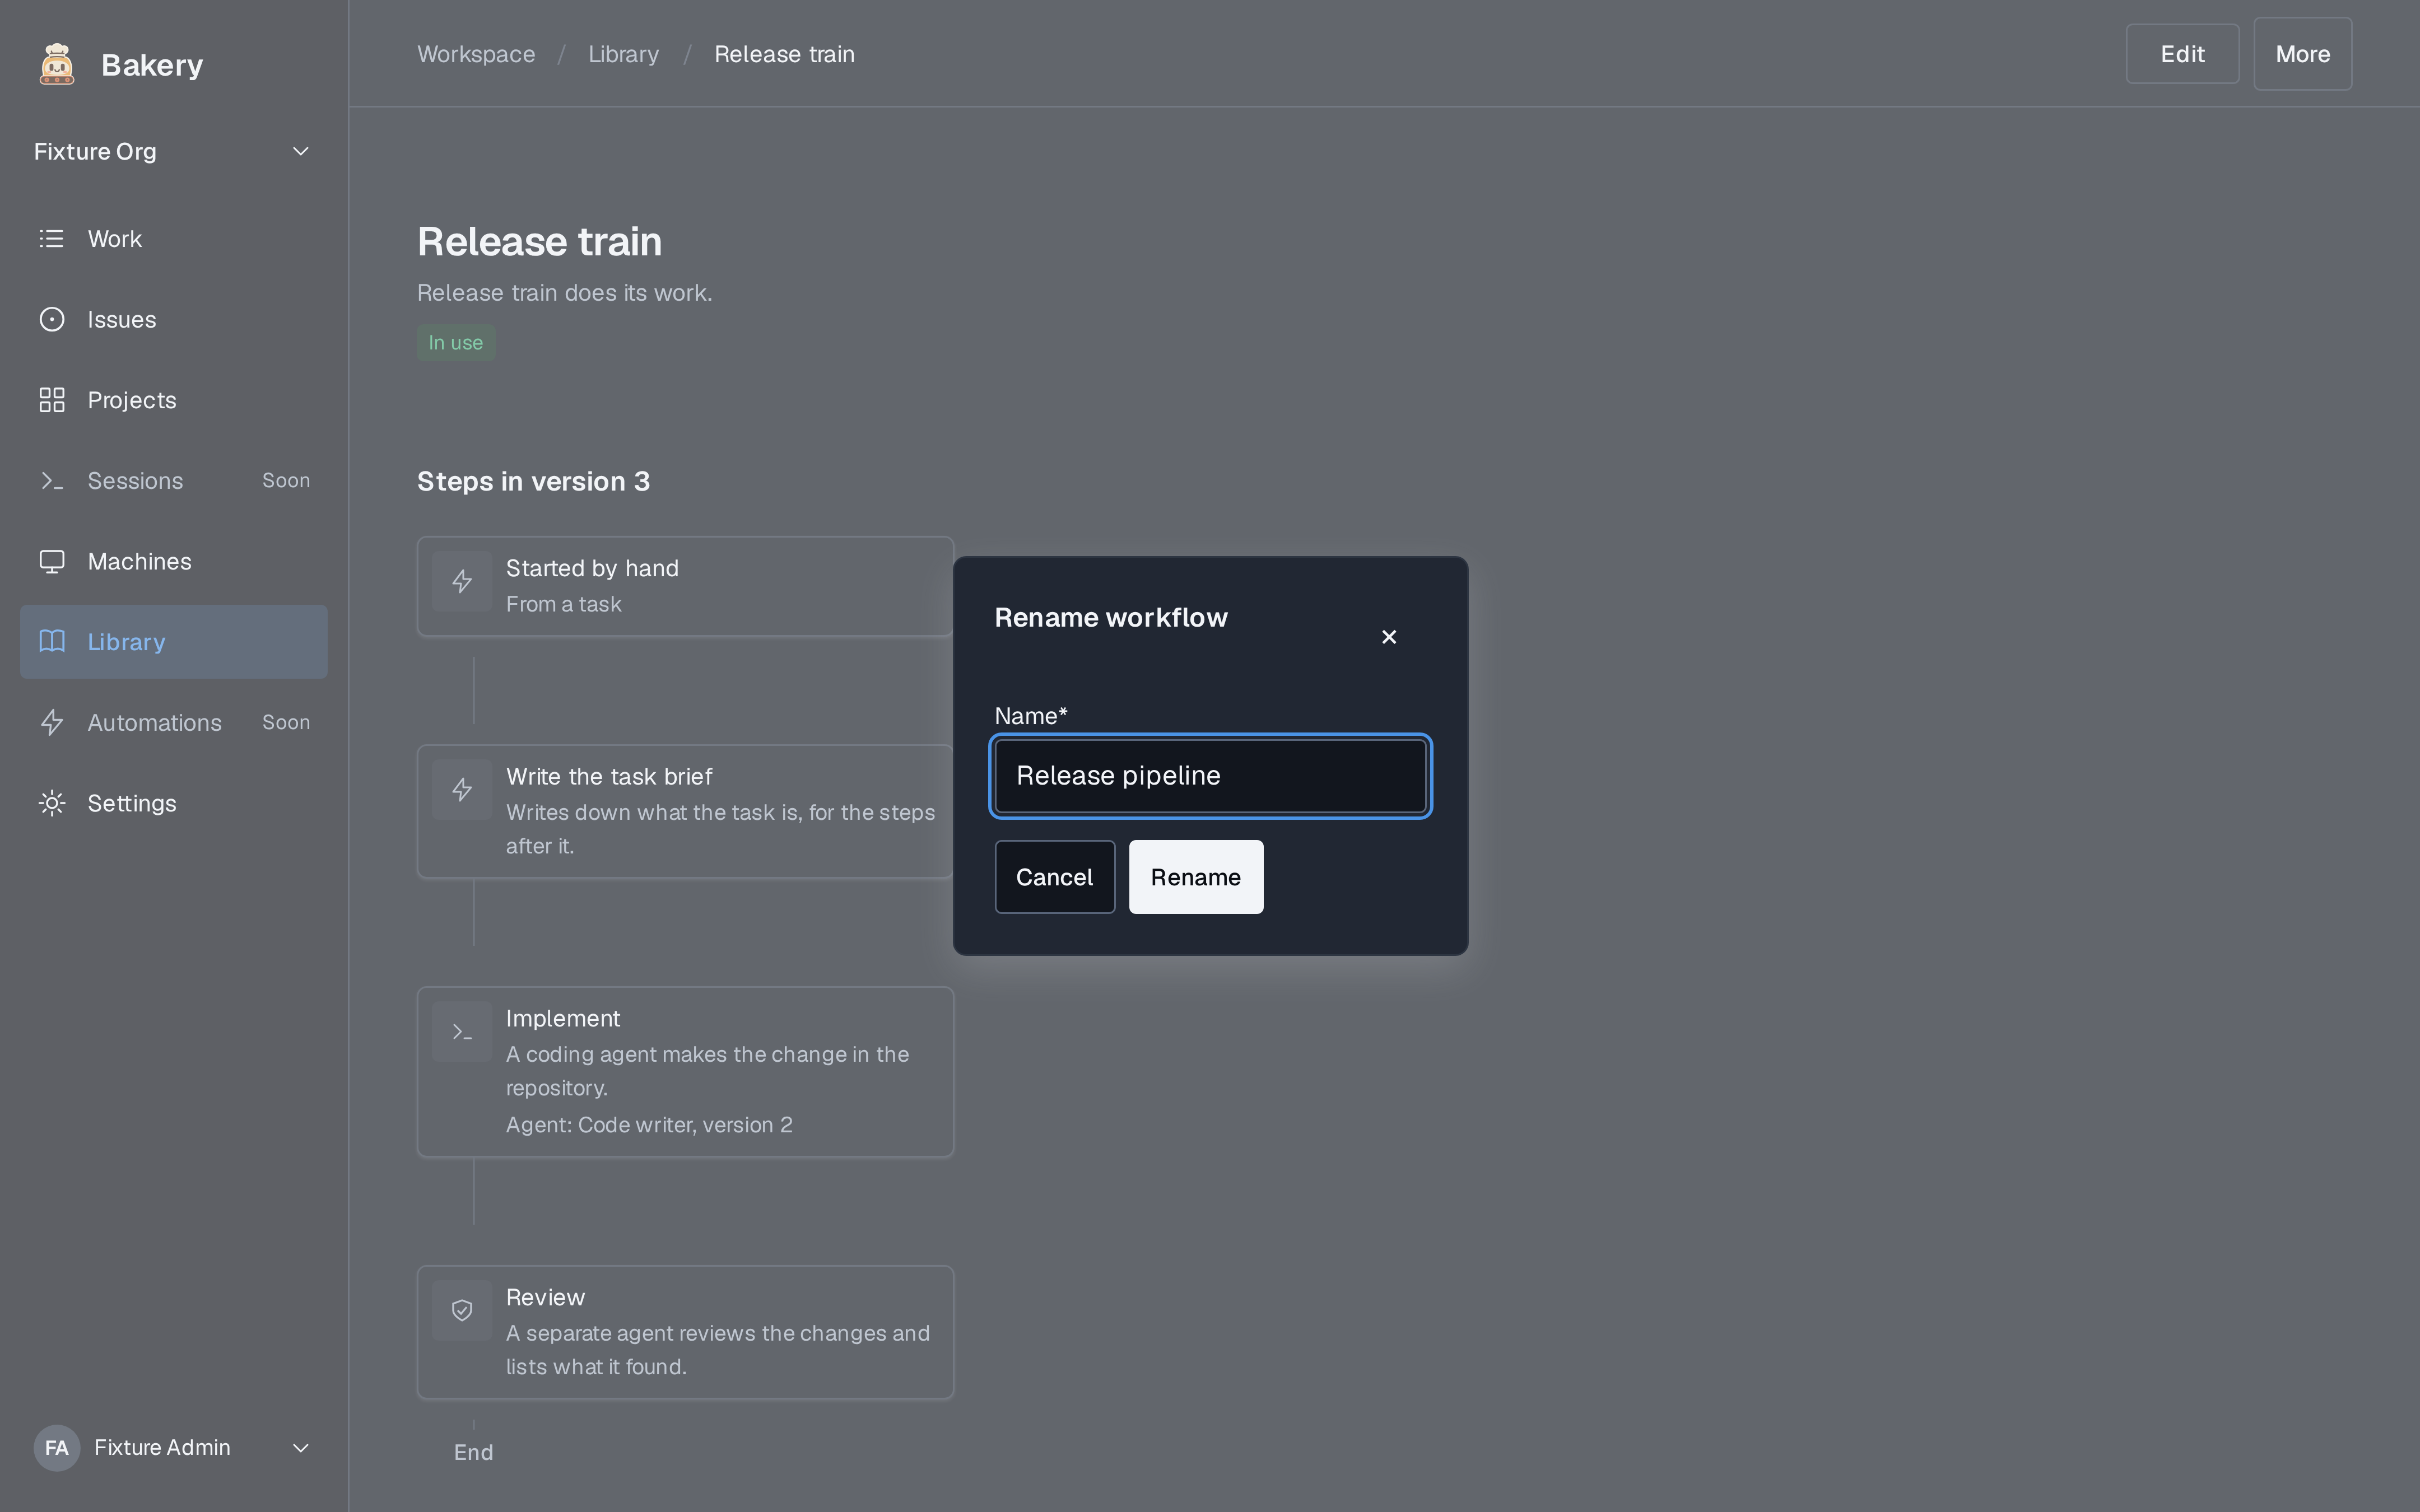 Bakery
Fixture Org
Work
Issues
Projects
Sessions Soon
Machines
Library
Automations Soon
Settings
FA Fixture Admin
Workspace / Library / Release train
Edit
More
Release train
Release train does its work.
In use
Steps in version 3
Started by hand
From a task
Write the task brief
Writes down what the task is, for the steps
after it.
Implement
A coding agent makes the change in the
repository.
Agent: Code writer, version 2
Review
A separate agent reviews the changes and
lists what it found.
End
Rename workflow
Name*
Release pipeline
Cancel
Rename